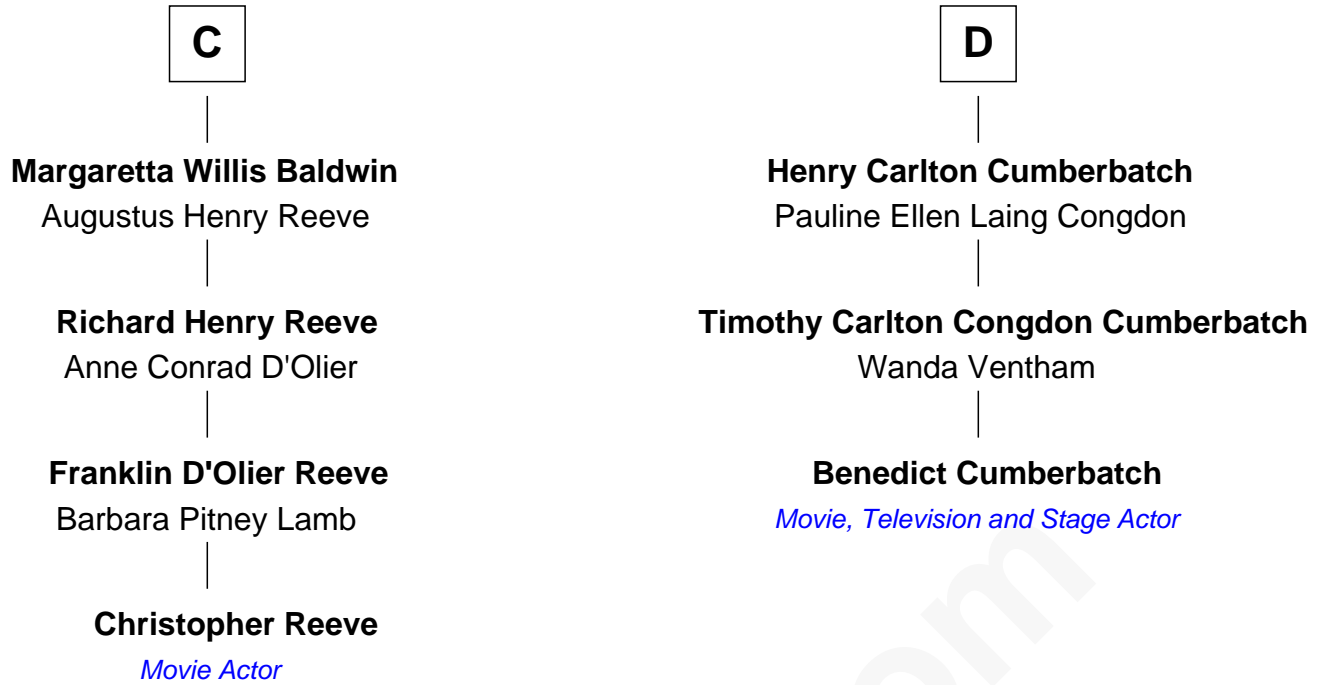 C
Margaretta Willis Baldwin
Augustus Henry Reeve
Richard Henry Reeve
Anne Conrad D'Olier
Franklin D'Olier Reeve
Barbara Pitney Lamb
Christopher Reeve
Movie Actor
D
Henry Carlton Cumberbatch
Pauline Ellen Laing Congdon
Timothy Carlton Congdon Cumberbatch
Wanda Ventham
Benedict Cumberbatch
Movie, Television and Stage Actor
om